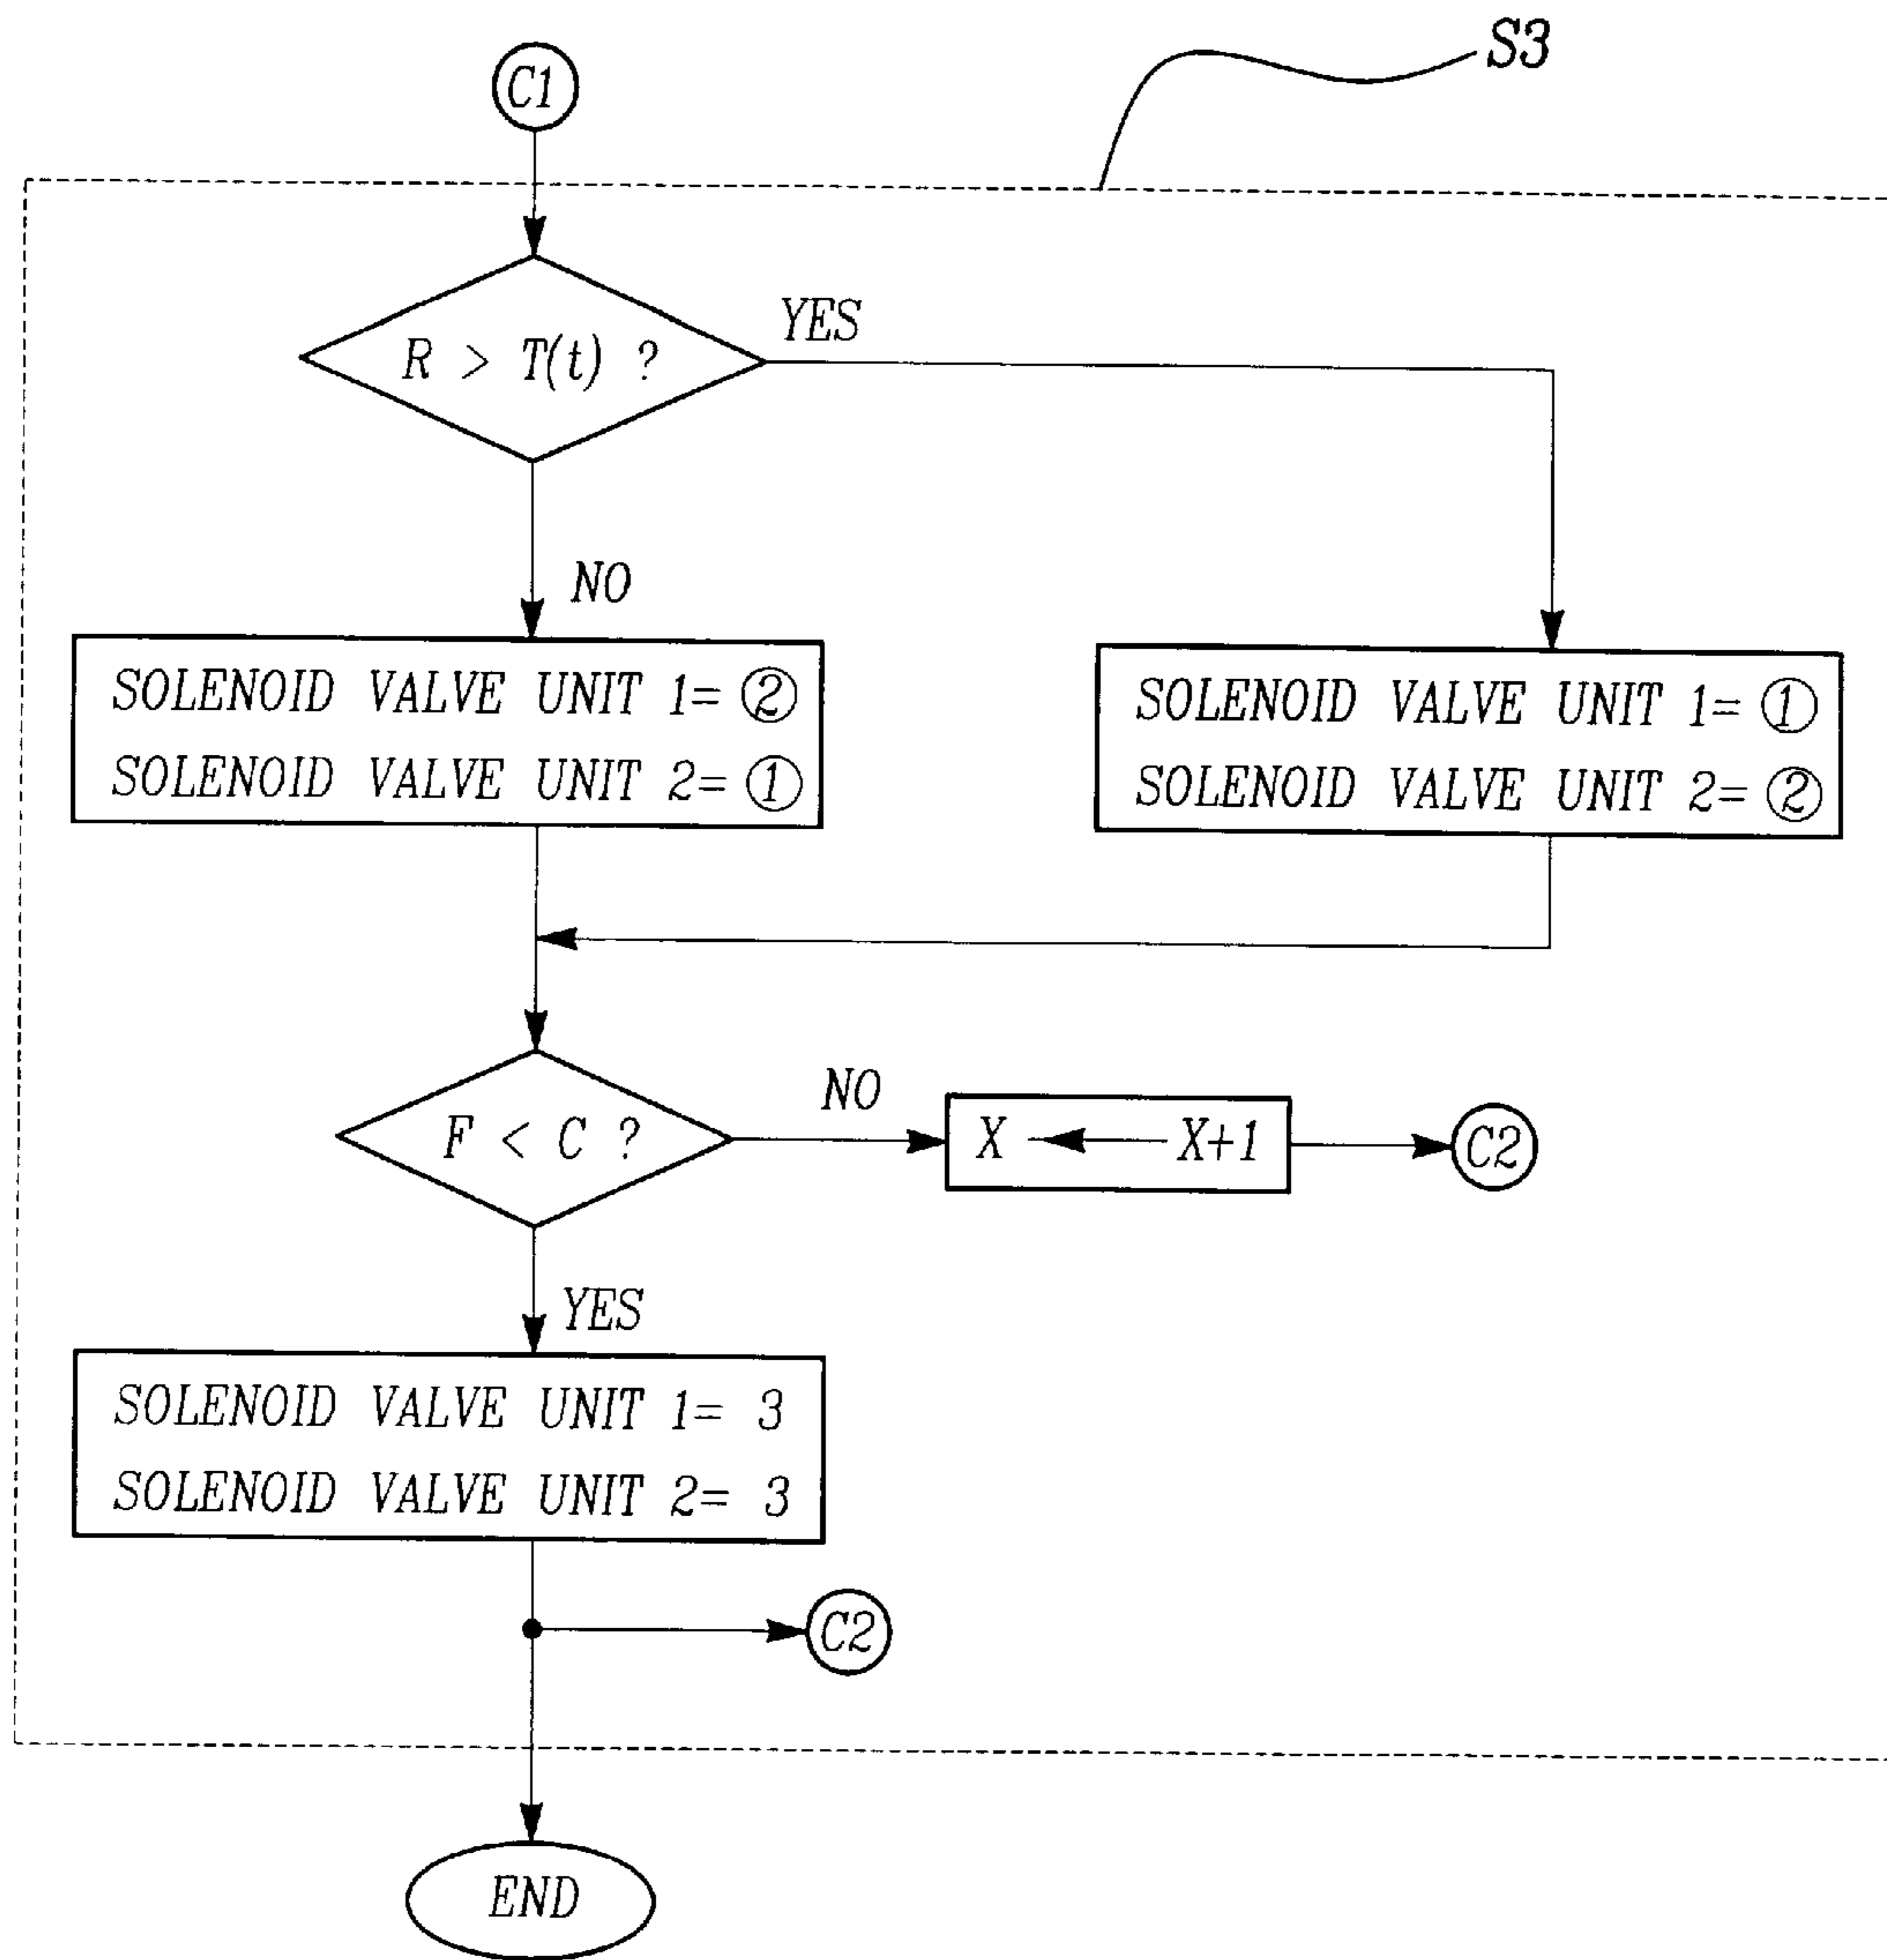 S3
C1
R > T(t) ?
YES
NO
SOLENOID VALVE UNIT 1= ②
SOLENOID VALVE UNIT 2= ①
SOLENOID VALVE UNIT 1= ①
SOLENOID VALVE UNIT 2= ②
F < C ?
NO
X ← X+1
C2
YES
SOLENOID VALVE UNIT 1= 3
SOLENOID VALVE UNIT 2= 3
C2
END